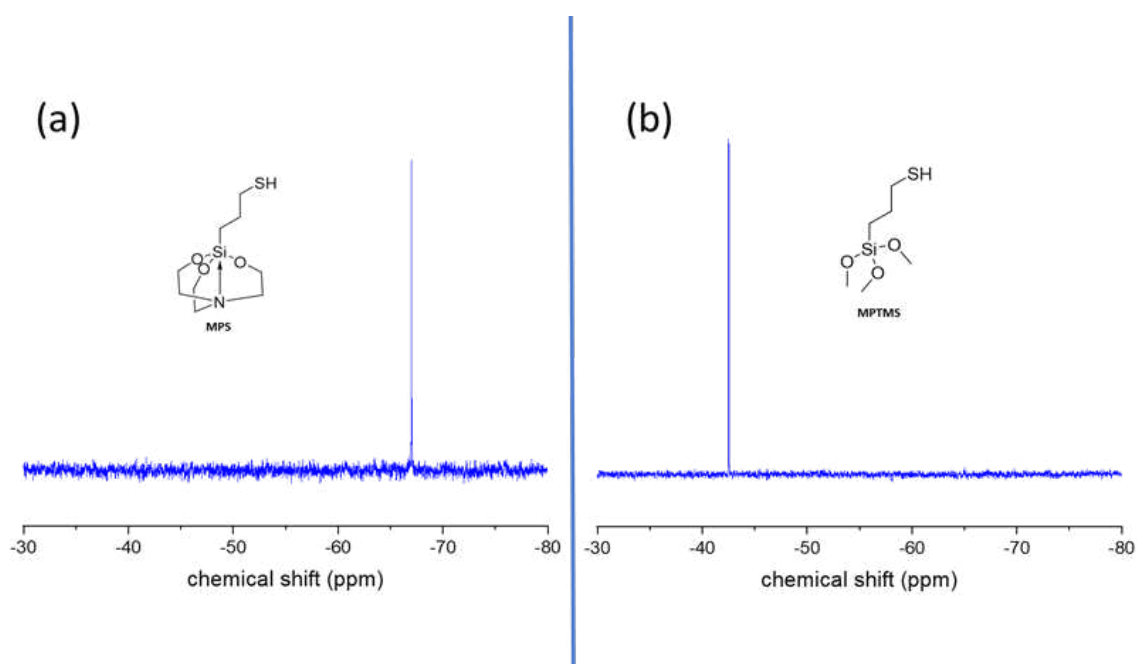 (a)
SH
Si
O
O
O
N
MPS
-30 -40 -50 -60 -70 -80
chemical shift (ppm)
(b)
SH
Si
O
O
O
MPTMS
-30 -40 -50 -60 -70 -80
chemical shift (ppm)